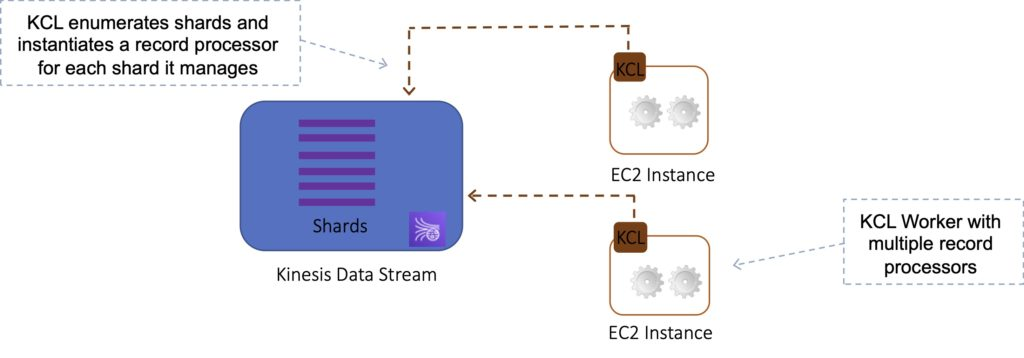 KCL enumerates shards and
instantiates a record processor
for each shard it manages
KCL
EC2 Instance
Shards
Kinesis Data Stream
KCL
EC2 Instance
KCL Worker with
multiple record
processors